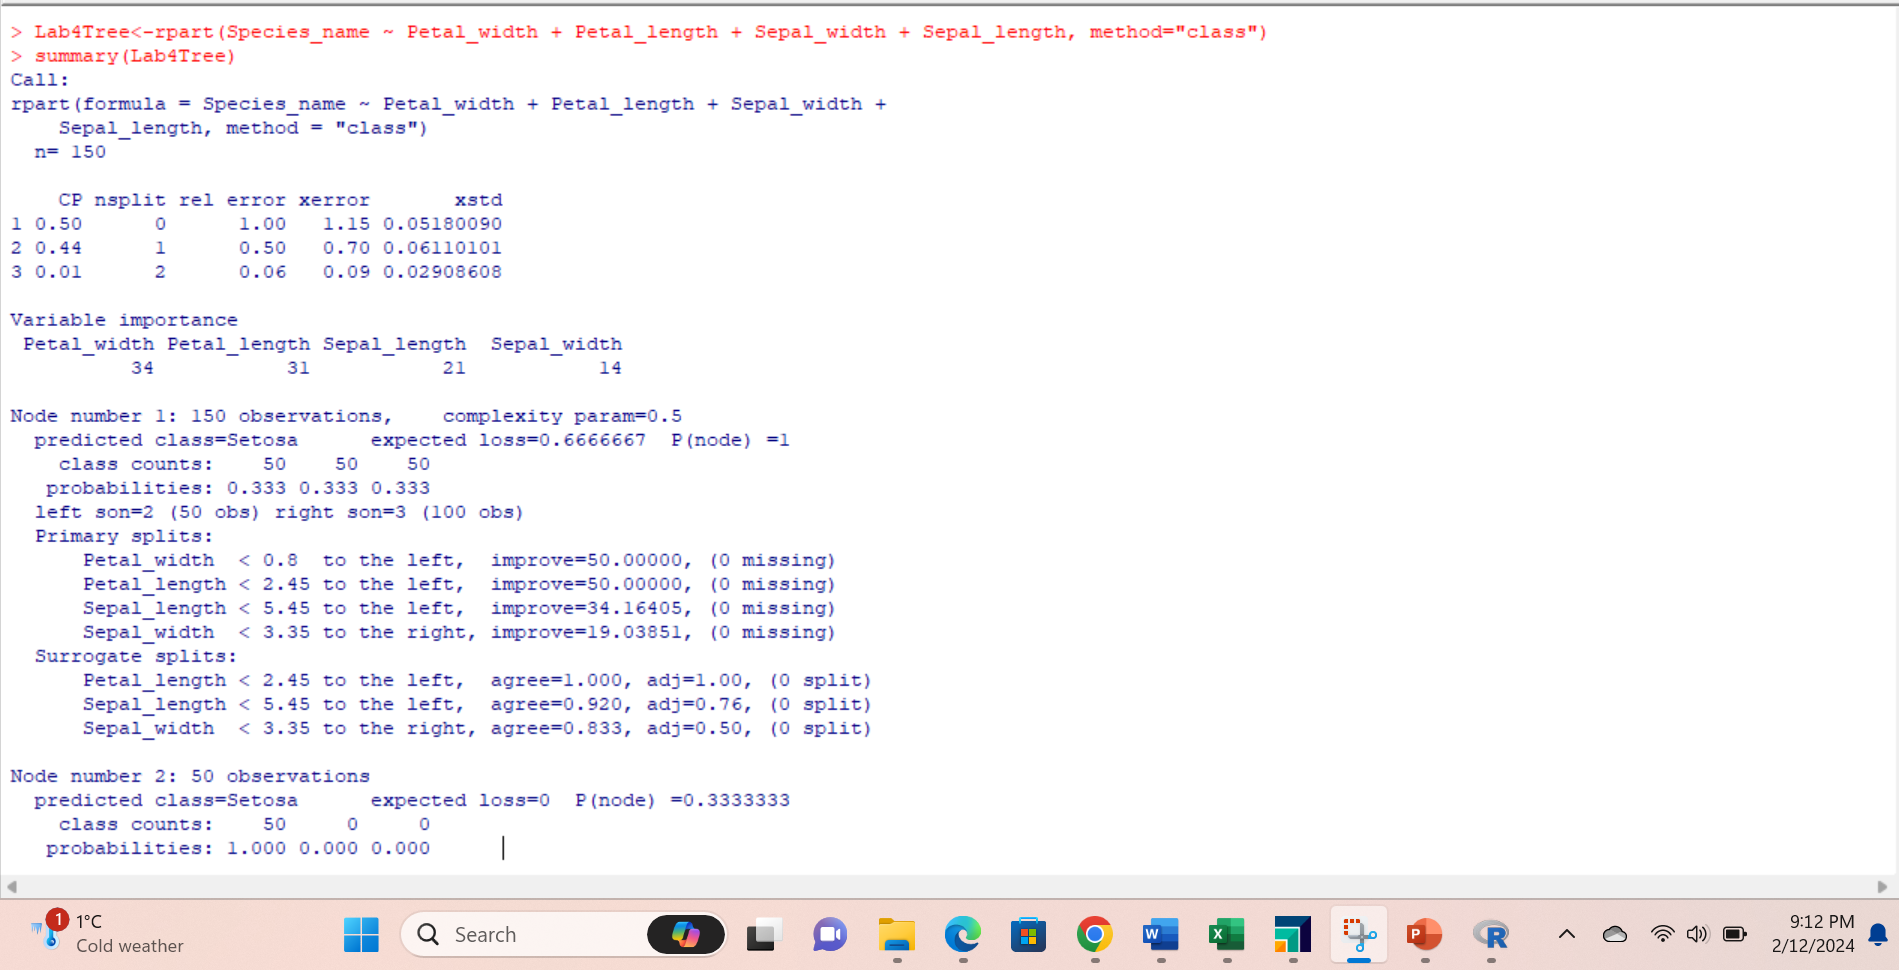 > Lab4Tree<-rpart(Species_name ~ Petal_width + Petal_length + Sepal_width + Sepal_length, method="class")
> summary(Lab4Tree)
Call:
rpart(formula = Species_name ~ Petal_width + Petal_length + Sepal_width +
    Sepal_length, method = "class")
  n= 150

    CP nsplit rel error xerror       xstd
1 0.50      0      1.00   1.15 0.05180090
2 0.44      1      0.50   0.70 0.06110101
3 0.01      2      0.06   0.09 0.02908608

Variable importance
 Petal_width Petal_length Sepal_length  Sepal_width
          34           31           21           14

Node number 1: 150 observations,    complexity param=0.5
  predicted class=Setosa      expected loss=0.6666667  P(node) =1
    class counts:    50    50    50
   probabilities: 0.333 0.333 0.333
  left son=2 (50 obs) right son=3 (100 obs)
  Primary splits:
      Petal_width  < 0.8  to the left,  improve=50.00000, (0 missing)
      Petal_length < 2.45 to the left,  improve=50.00000, (0 missing)
      Sepal_length < 5.45 to the left,  improve=34.16405, (0 missing)
      Sepal_width  < 3.35 to the right, improve=19.03851, (0 missing)
  Surrogate splits:
      Petal_length < 2.45 to the left,  agree=1.000, adj=1.00, (0 split)
      Sepal_length < 5.45 to the left,  agree=0.920, adj=0.76, (0 split)
      Sepal_width  < 3.35 to the right, agree=0.833, adj=0.50, (0 split)

Node number 2: 50 observations
  predicted class=Setosa      expected loss=0  P(node) =0.3333333
    class counts:    50     0     0
   probabilities: 1.000 0.000 0.000
1
1°C
Cold weather
Search
W
X
P
R
9:12 PM
2/12/2024